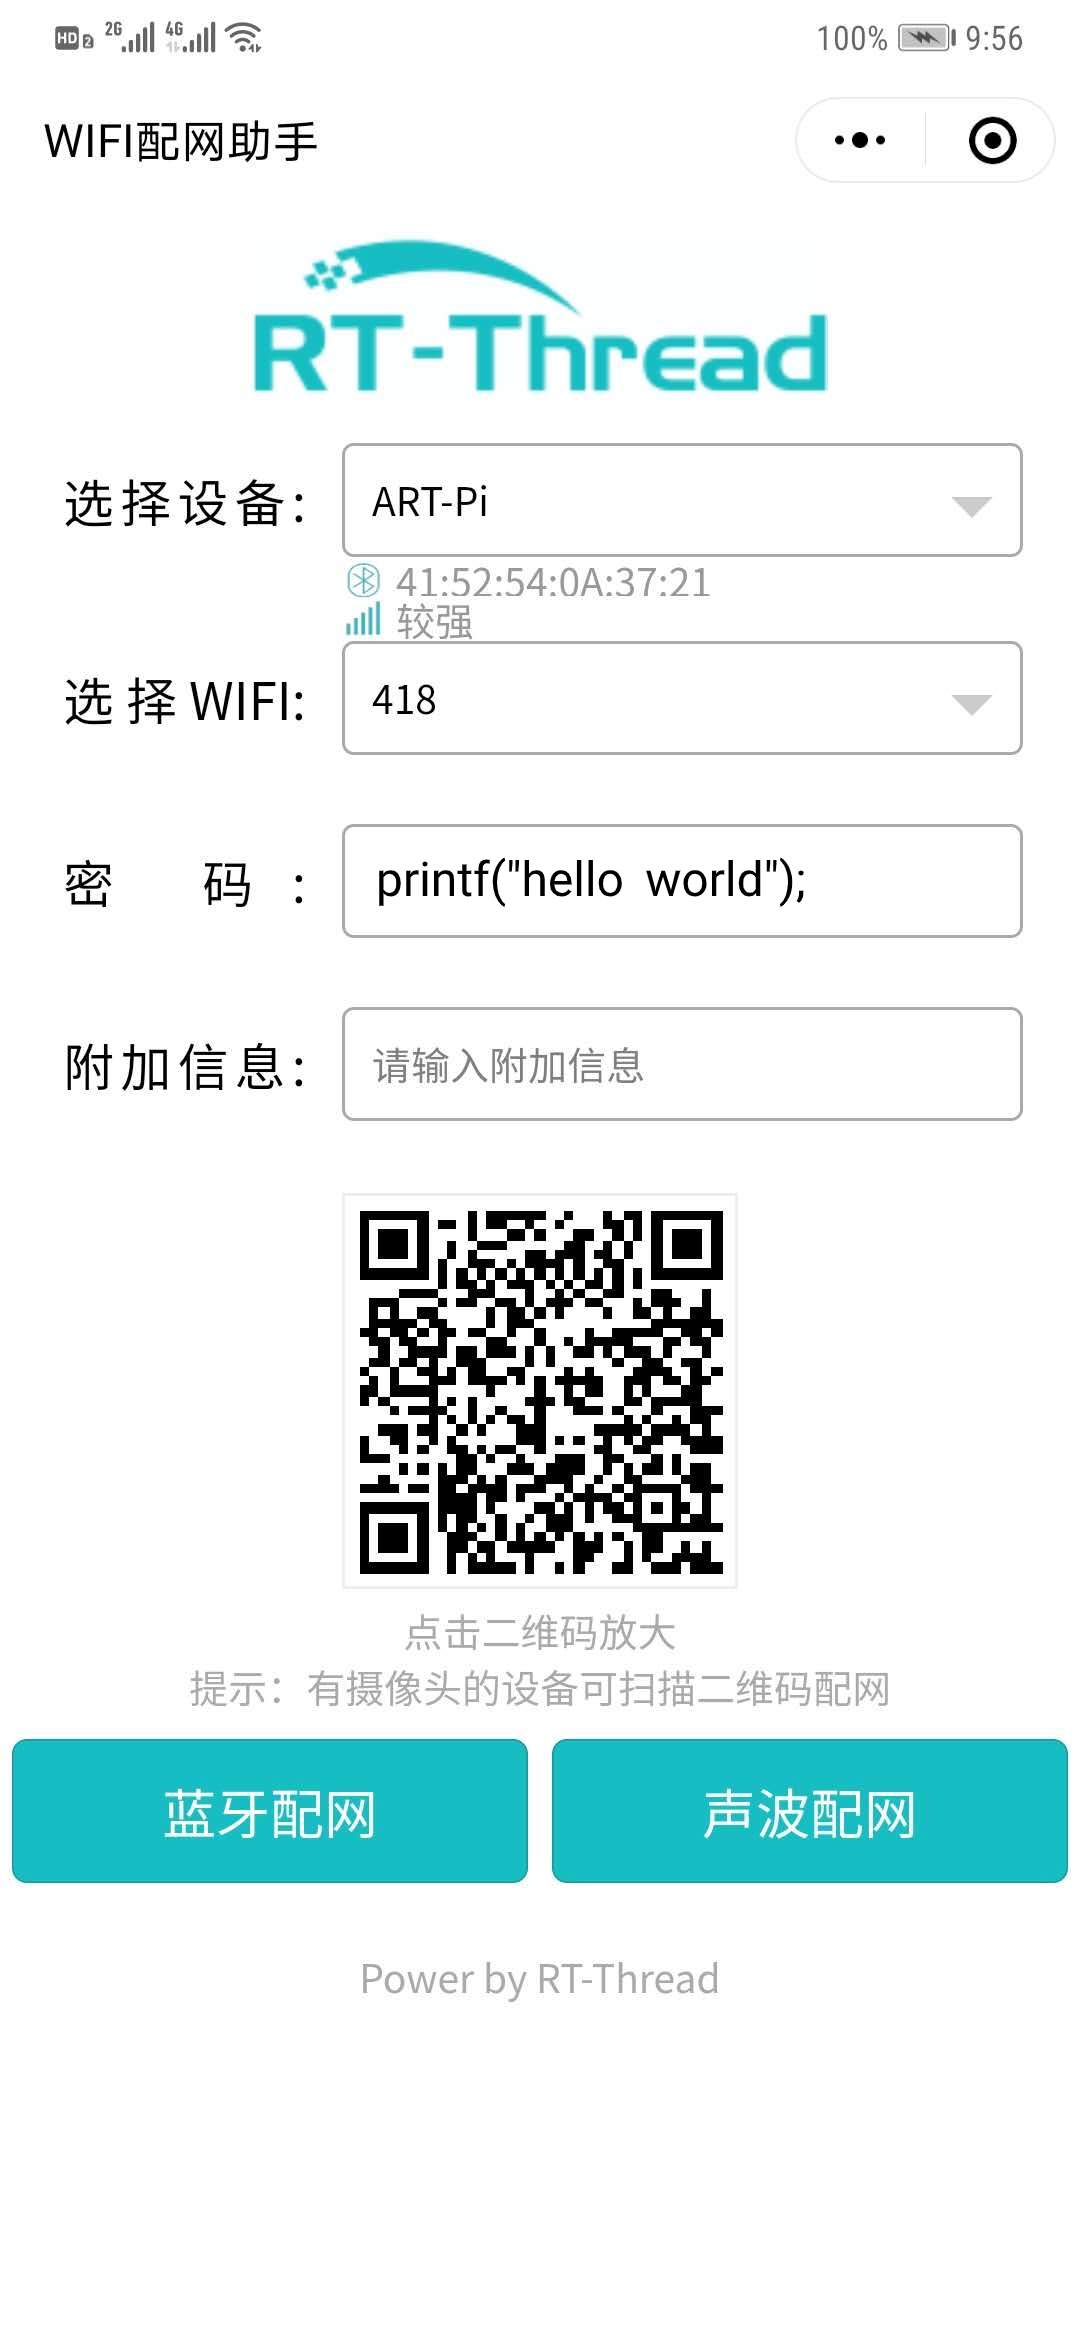 HD 2 2G 4G 100% 9:56
WIFI配网助手
RT-Thread
选择设备: ART-Pi
41:52:54:0A:37:21
较强
选择WIFI: 418
密码: printf("hello  world");
附加信息: 请输入附加信息
点击二维码放大
提示：有摄像头的设备可扫描二维码配网
蓝牙配网 声波配网
Power by RT-Thread